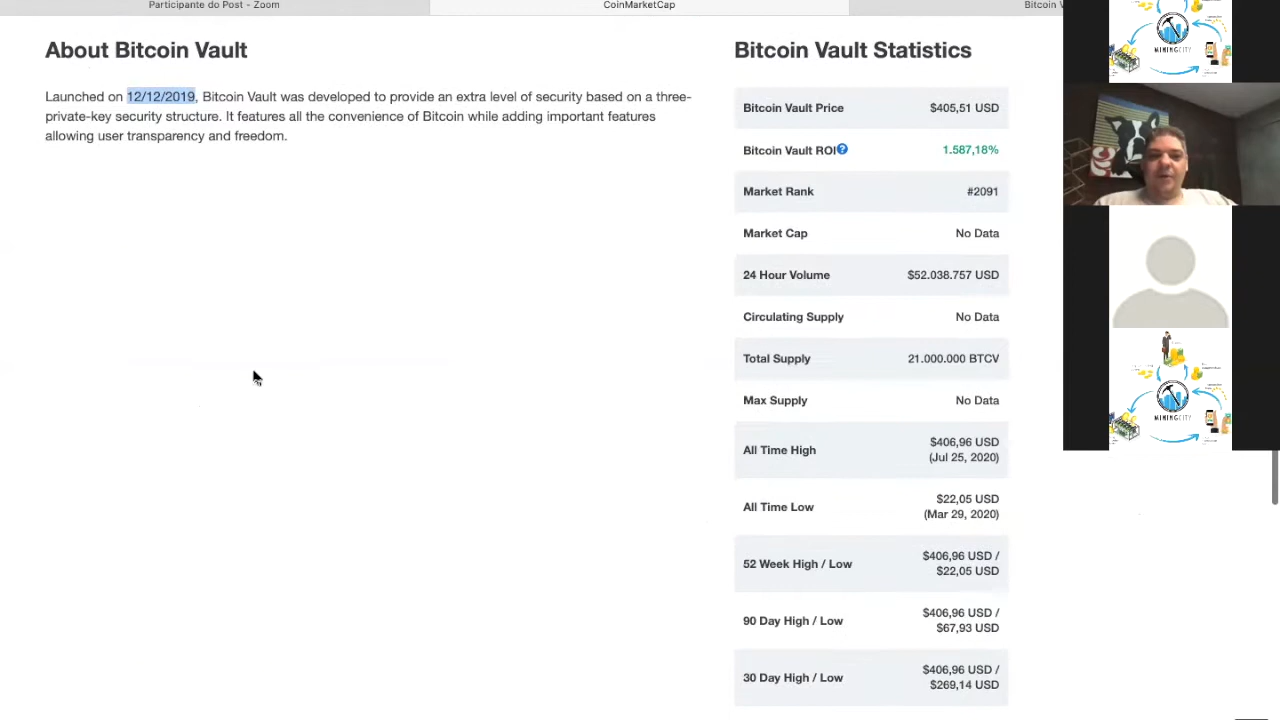 Participante do Post - Zoom
CoinMarketCap
Bitcoin V
About Bitcoin Vault
Launched on 12/12/2019, Bitcoin Vault was developed to provide an extra level of security based on a three-
private-key security structure. It features all the convenience of Bitcoin while adding important features
allowing user transparency and freedom.
Bitcoin Vault Statistics
Bitcoin Vault Price $405,51 USD
Bitcoin Vault ROI ? 1.587,18%
Market Rank #2091
Market Cap No Data
24 Hour Volume $52.038.757 USD
Circulating Supply No Data
Total Supply 21.000.000 BTCV
Max Supply No Data
All Time High $406,96 USD
(Jul 25, 2020)
All Time Low $22,05 USD
(Mar 29, 2020)
52 Week High / Low $406,96 USD /
$22,05 USD
90 Day High / Low $406,96 USD /
$67,93 USD
30 Day High / Low $406,96 USD /
$269,14 USD
MININGCITY
MININGCITY